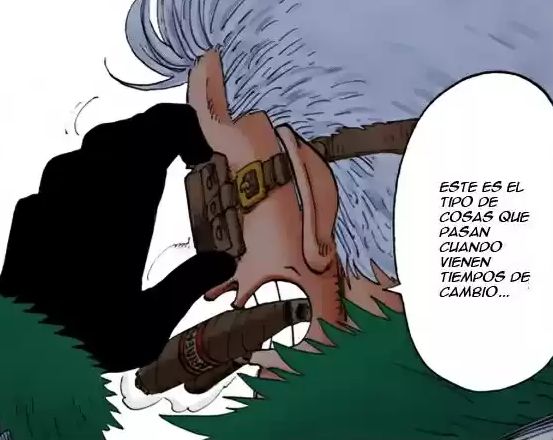 ESTE ES EL
TIPO DE
COSAS QUE
PASAN
CUANDO
VIENEN
TIEMPOS DE
CAMBIO...